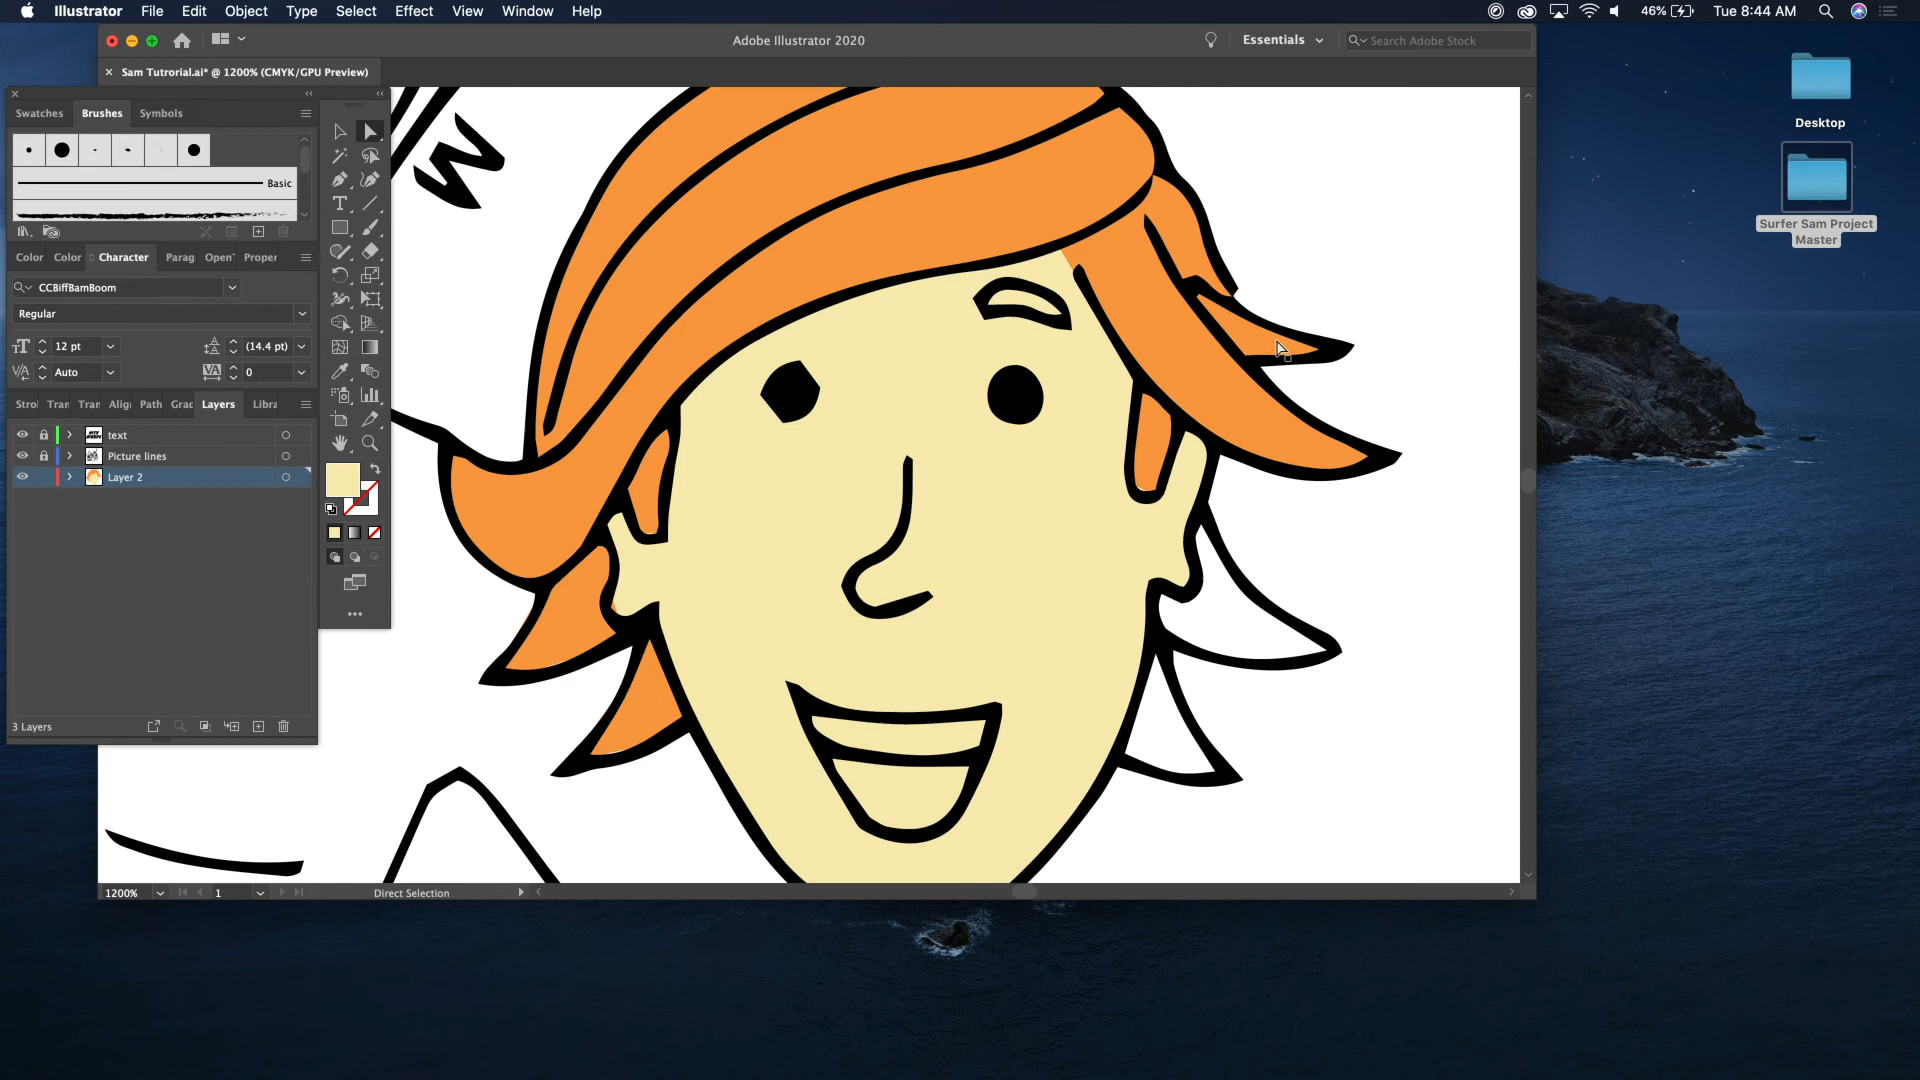 Illustrator File Edit Object Type Select Effect View Window Help
46% Tue 8:44 AM
Adobe Illustrator 2020
Essentials
Search Adobe Stock
Sam Tutrorial.ai* @ 1200% (CMYK/GPU Preview)
Swatches Brushes Symbols
Basic
Color Color Character Parag OpenT Proper
CCBiffBamBoom
Regular
12 pt (14.4 pt)
Auto 0
Strol Tran Tran Alig Path Grac Layers Libra
text
Picture lines
Layer 2
3 Layers
1200% 1 Direct Selection
Desktop
Surfer Sam Project
Master